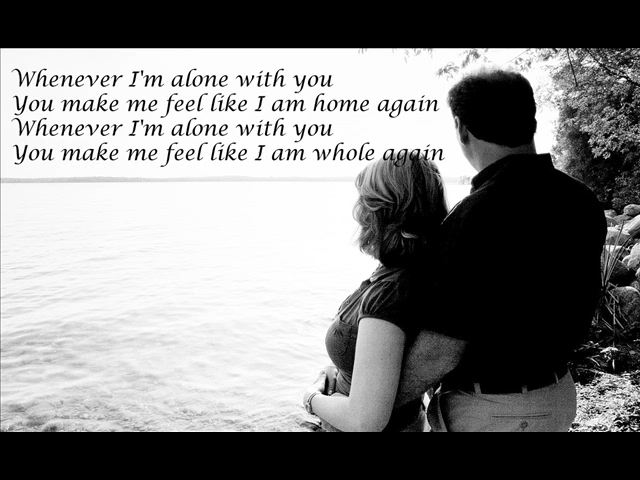 Whenever I'm alone with you
You make me feel like I am home again
Whenever I'm alone with you
You make me feel like I am whole again